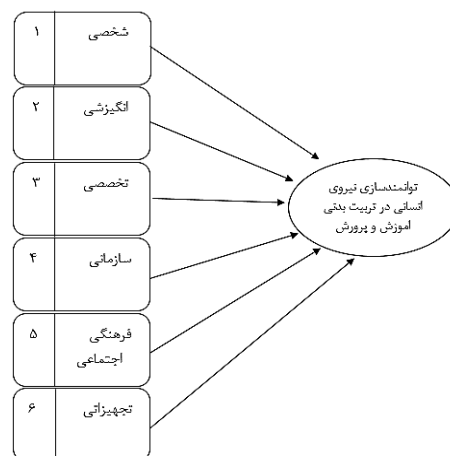 ۱ شخصی
۲ انگیزشی
۳ تخصصی
۴ سازمانی
۵ فرهنگی
اجتماعی
۶ تجهیزاتی
توانمندسازی نیروی
انسانی در تربیت بدنی
اموزش و پرورش